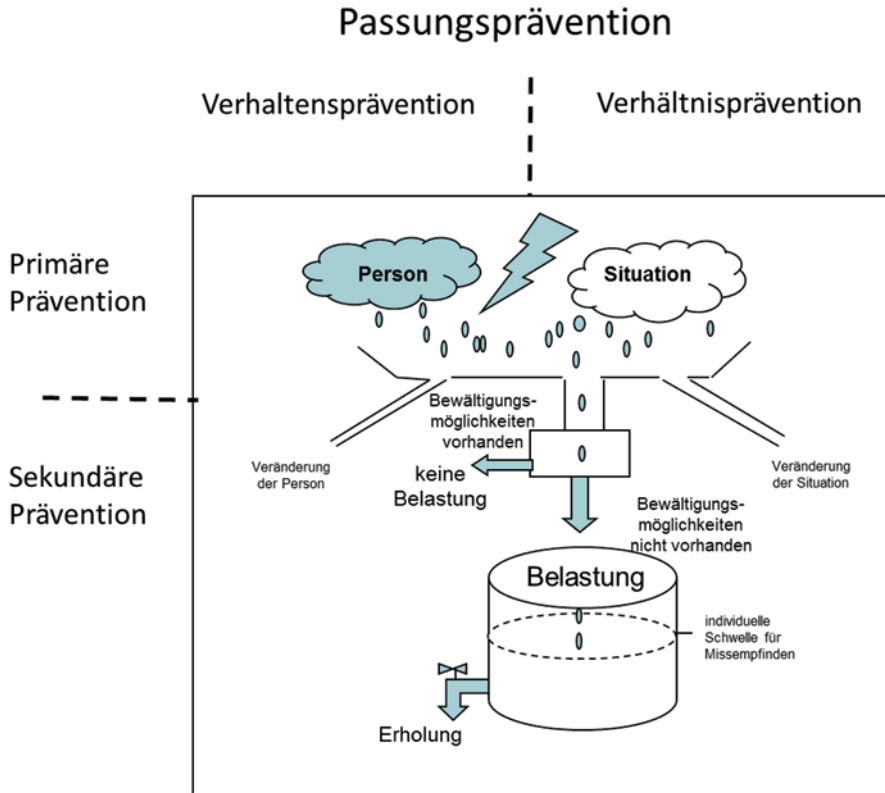 Passungsprävention
Verhaltensprävention
Verhältnisprävention
Primäre
Prävention
Person
Situation
Bewältigungs-
möglichkeiten
vorhanden
Veränderung
der Person
Veränderung
der Situation
Sekundäre
Prävention
keine
Belastung
Bewältigungs-
möglichkeiten
nicht vorhanden
Belastung
individuelle
Schwelle für
Missempfinden
Erholung